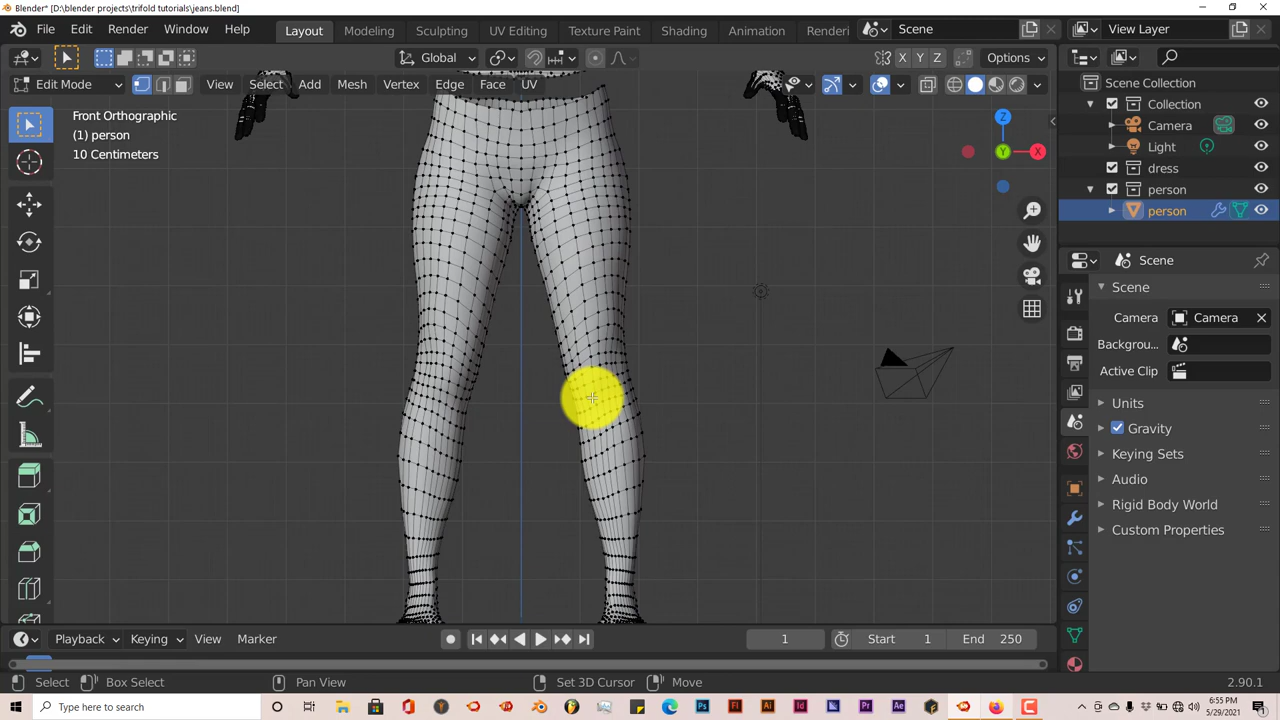 Blender* [D:\blender projects\trifold tutorials\jeans.blend]
File Edit Render Window Help Layout Modeling Sculpting UV Editing Texture Paint Shading Animation Renderi Scene View Layer
Global X Y Z Options
Edit Mode View Select Add Mesh Vertex Edge Face UV
Front Orthographic
(1) person
10 Centimeters
Z
X
Y
Scene Collection
Collection
Camera
Light
dress
person
person
Scene
Scene
Camera Camera
Backgrou...
Active Clip
Units
Gravity
Keying Sets
Audio
Rigid Body World
Custom Properties
Playback Keying View Marker 1 Start 1 End 250
Select Box Select Pan View Set 3D Cursor Move 2.90.1
Type here to search
6:55 PM
5/29/2021